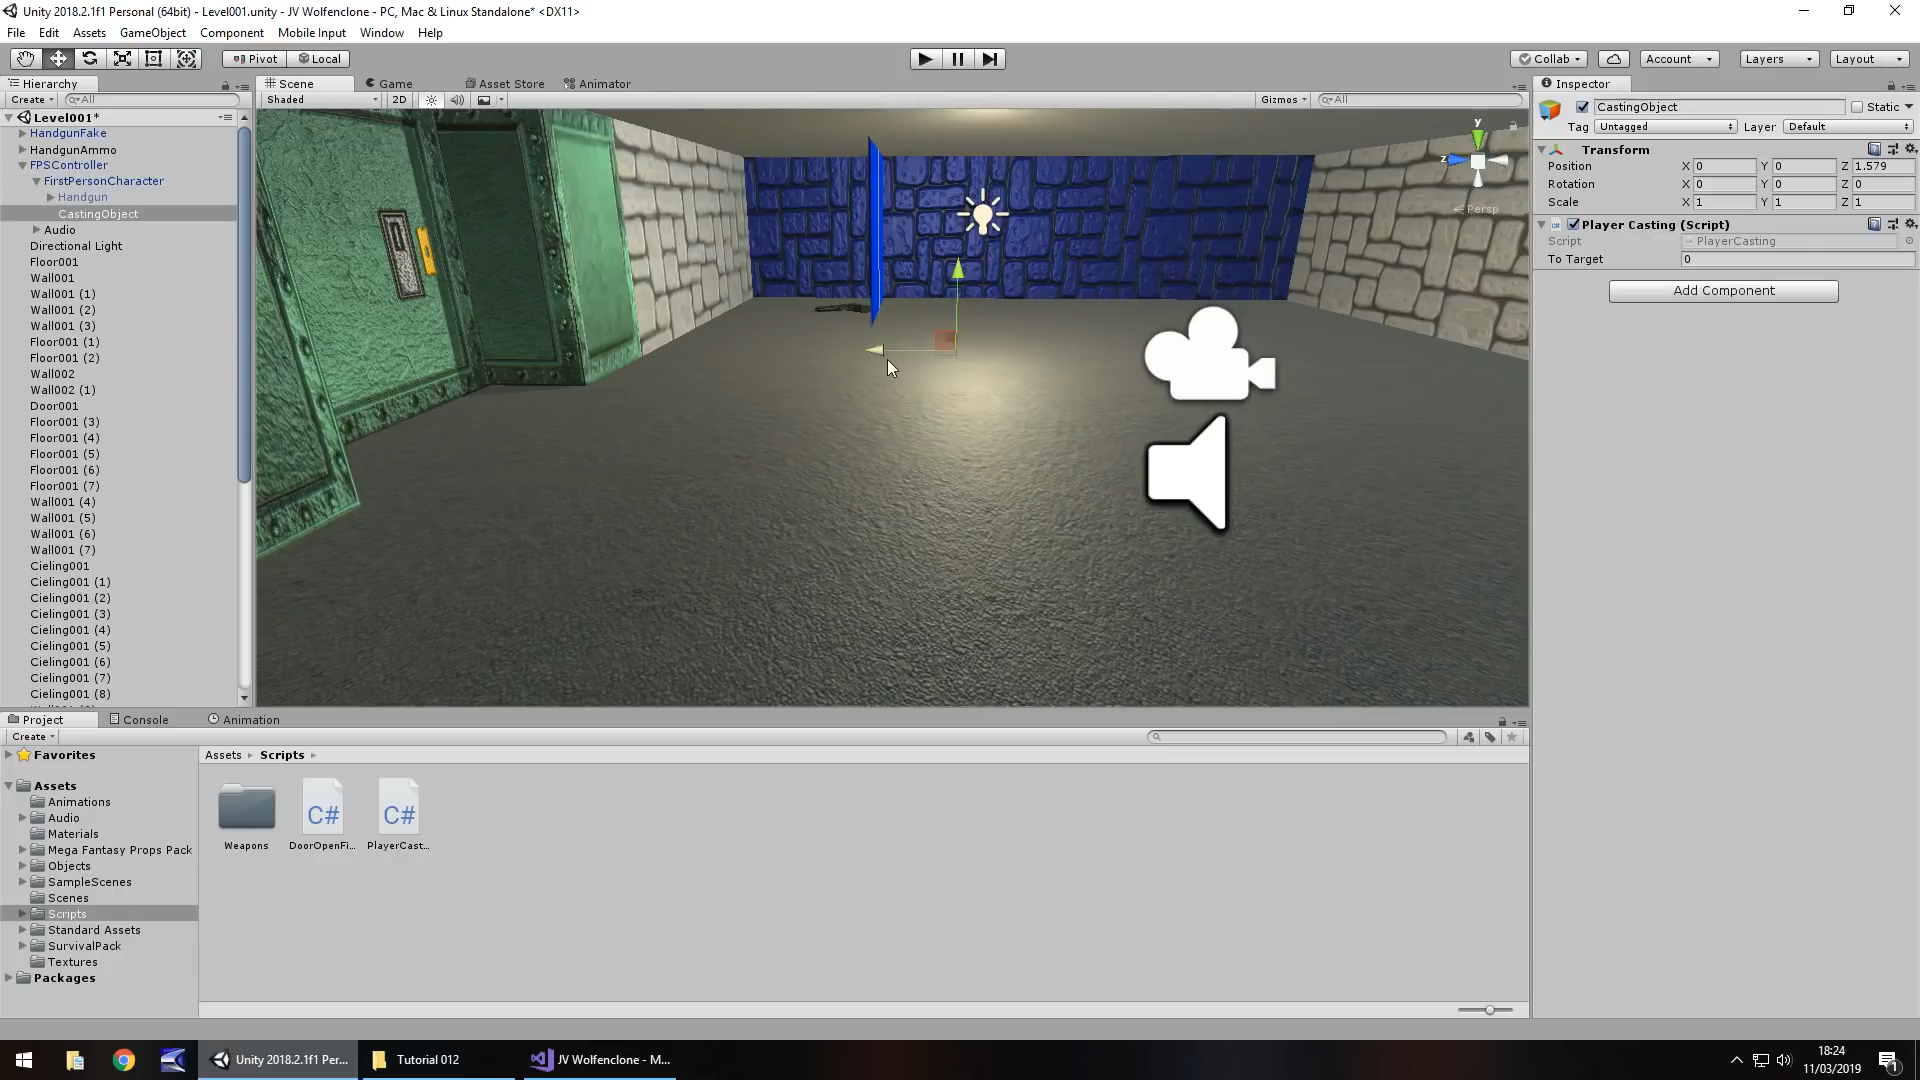 Unity 2018.2.1f1 Personal (64bit) - Level001.unity - JV Wolfenclone - PC, Mac & Linux Standalone* <DX11>
File Edit Assets GameObject Component Mobile Input Window Help
Pivot Local Collab Account Layers Layout
Hierarchy Scene Game Asset Store Animator Inspector
Create All Shaded 2D Gizmos All
CastingObject Static
Tag Untagged Layer Default
Transform
Position X 0 Y 0 Z 1.579
Rotation X 0 Y 0 Z 0
Scale X 1 Y 1 Z 1
Player Casting (Script)
Script PlayerCasting
To Target 0
Add Component
Level001*
HandgunFake
HandgunAmmo
FPSController
FirstPersonCharacter
Handgun
CastingObject
Audio
Directional Light
Floor001
Wall001
Wall001 (1)
Wall001 (2)
Wall001 (3)
Floor001 (1)
Floor001 (2)
Wall002
Wall002 (1)
Door001
Floor001 (3)
Floor001 (4)
Floor001 (5)
Floor001 (6)
Floor001 (7)
Wall001 (4)
Wall001 (5)
Wall001 (6)
Wall001 (7)
Cieling001
Cieling001 (1)
Cieling001 (2)
Cieling001 (3)
Cieling001 (4)
Cieling001 (5)
Cieling001 (6)
Cieling001 (7)
Cieling001 (8)
y
z
Persp
Project Console Animation
Create
Favorites
Assets
Animations
Audio
Materials
Mega Fantasy Props Pack
Objects
SampleScenes
Scenes
Scripts
Standard Assets
SurvivalPack
Textures
Packages
Assets Scripts
C# C#
Weapons DoorOpenFi... PlayerCast...
Unity 2018.2.1f1 Per... Tutorial 012 JV Wolfenclone - M...
18:24
11/03/2019
1